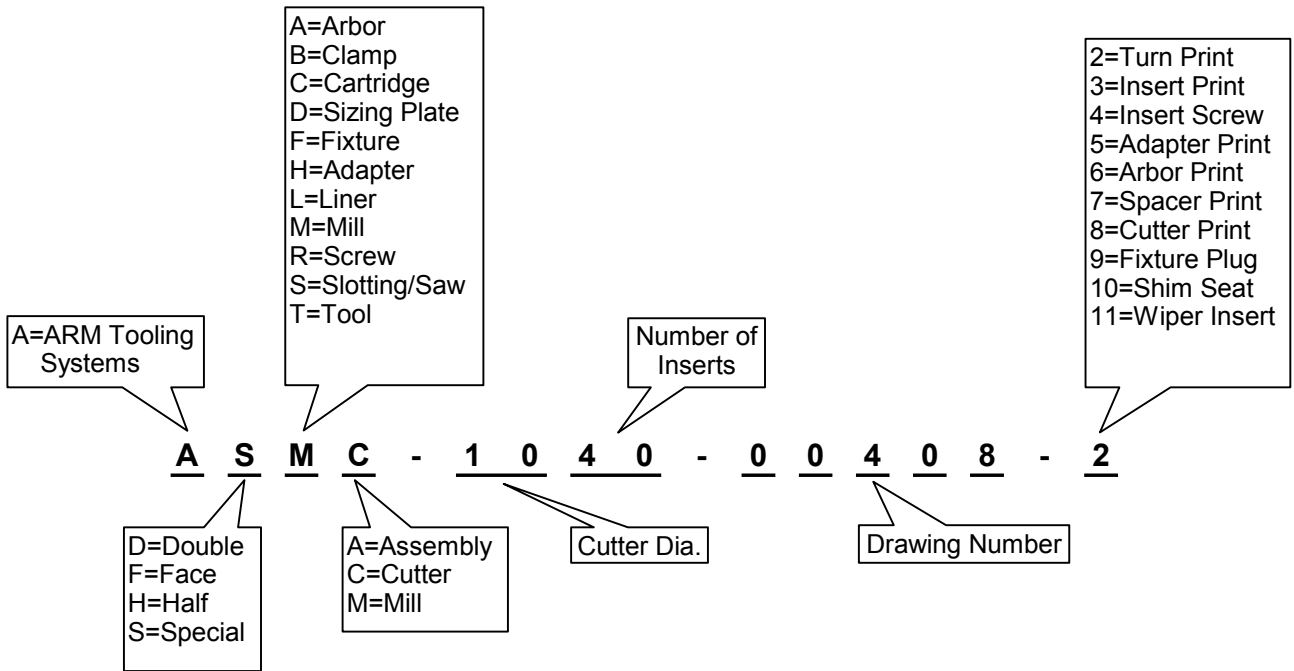 A=Arbor
B=Clamp
C=Cartridge
D=Sizing Plate
F=Fixture
H=Adapter
L=Liner
M=Mill
R=Screw
S=Slotting/Saw
T=Tool
2=Turn Print
3=Insert Print
4=Insert Screw
5=Adapter Print
6=Arbor Print
7=Spacer Print
8=Cutter Print
9=Fixture Plug
10=Shim Seat
11=Wiper Insert
A=ARM Tooling
Systems
Number of
Inserts
A S M C - 1 0 4 0 - 0 0 4 0 8 - 2
D=Double
F=Face
H=Half
S=Special
A=Assembly
C=Cutter
M=Mill
Cutter Dia.
Drawing Number